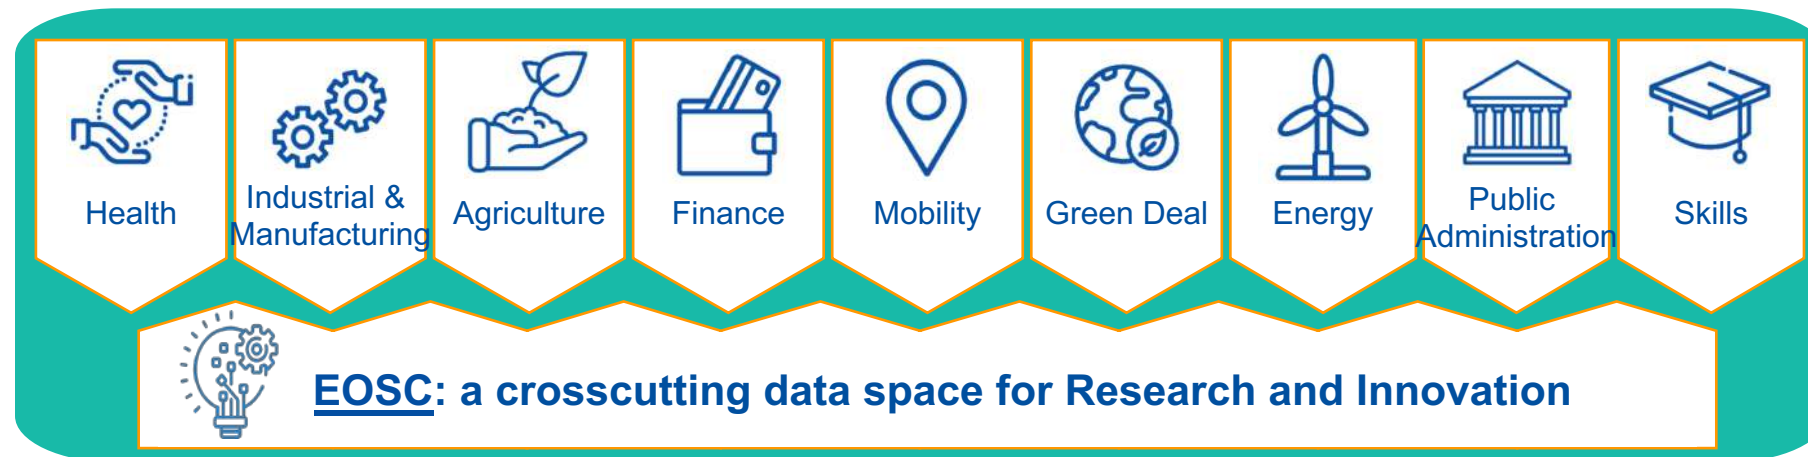 Health
Industrial &
Manufacturing
Agriculture
Finance
Mobility
Green Deal
Energy
Public
Administration
Skills
EOSC: a crosscutting data space for Research and Innovation